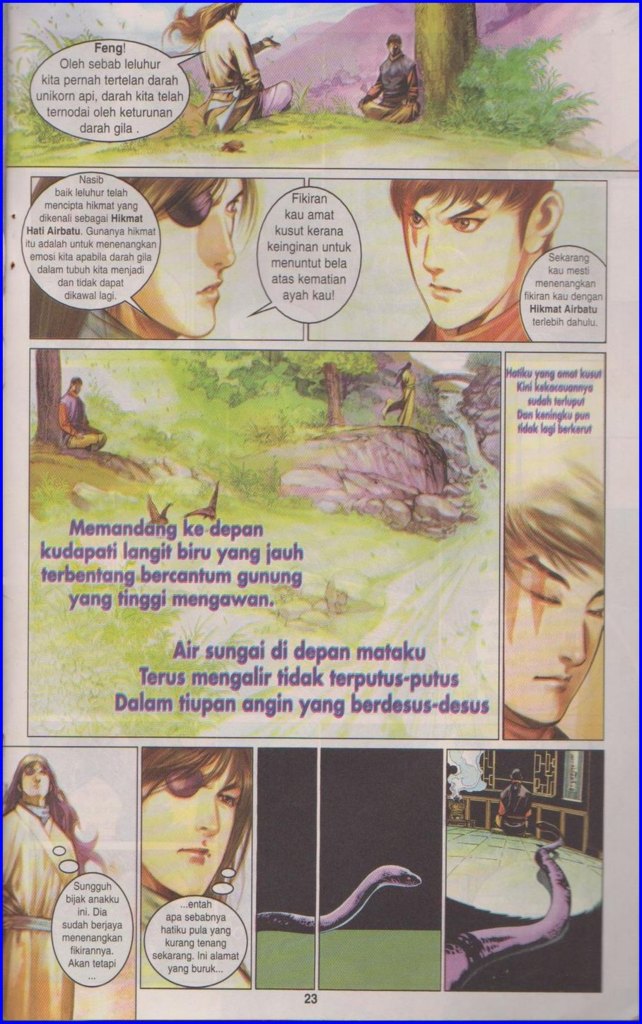 Feng!
Oleh sebab leluhur
kita pernah tertelan darah
unikorn api, darah kita telah
ternodai oleh keturunan
darah gila .
Nasib
baik leluhur telah
mencipta hikmat yang
dikenali sebagai Hikmat
Hati Airbatu. Gunanya hikmat
itu adalah untuk menenangkan
emosi kita apabila darah gila
dalam tubuh kita menjadi
dan tidak dapat
dikawal lagi.
Fikiran
kau amat
kusut kerana
keinginan untuk
menuntut bela
atas kematian
ayah kau!
Sekarang
kau mesti
menenangkan
fikiran kau dengan
Hikmat Airbatu
terlebih dahulu.
Memandang ke depan
kudapati langit biru yang jauh
terbentang bercantum gunung
yang tinggi mengawan.
Air sungai di depan mataku
Terus mengalir tidak terputus-putus
Dalam tiupan angin yang berdesus-desus
Hatiku yang amat kusut
Kini kekacauannya
sudah terluput
Dan keningku pun
tidak lagi berkerut
Sungguh
bijak anakku
ini. Dia
sudah berjaya
menenangkan
fikirannya.
Akan tetapi
...
...entah
apa sebabnya
hatiku pula yang
kurang tenang
sekarang. Ini alamat
yang buruk...
23